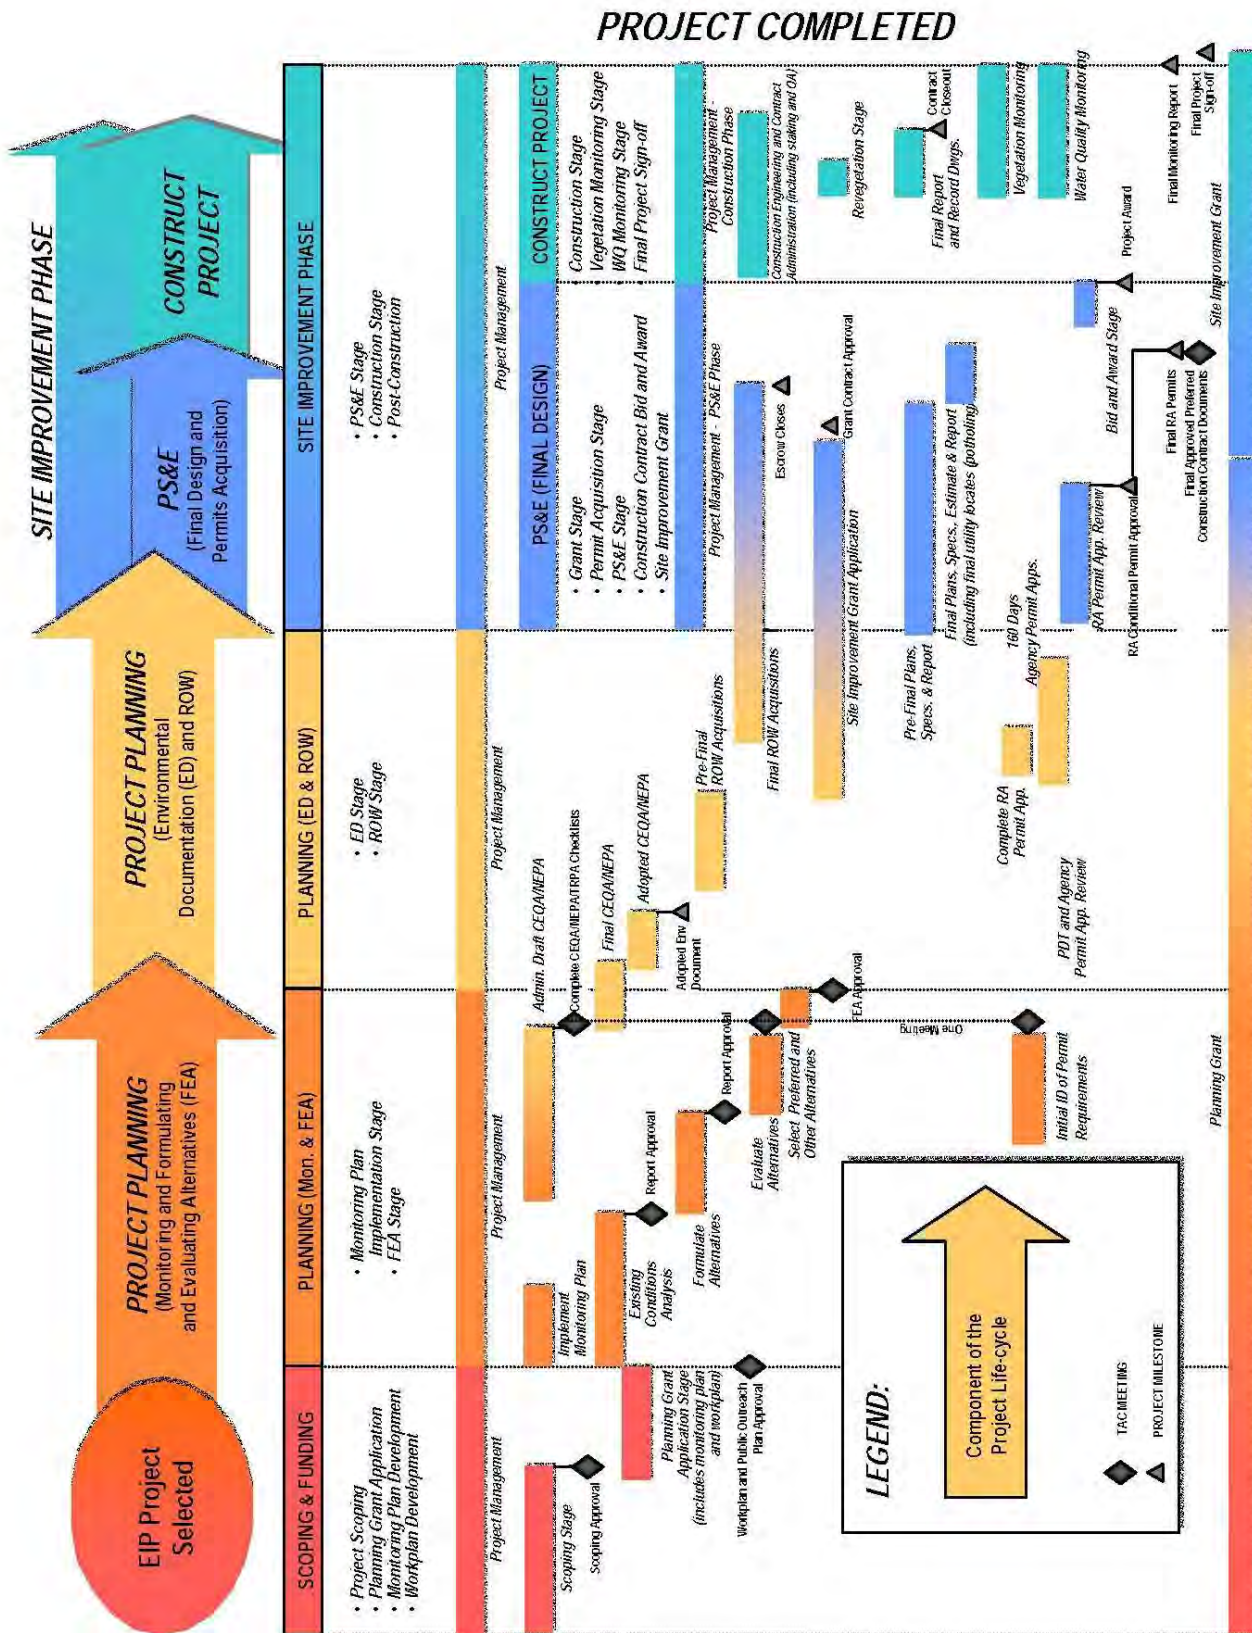 PROJECT COMPLETED
SITE IMPROVEMENT PHASE
EIP Project
Selected
PROJECT PLANNING
(Monitoring and Formulating
and Evaluating Alternatives (FEA)
PROJECT PLANNING
(Environmental
Documentation (ED) and ROW)
PS&E
(Final Design and
Permits Acquisition)
CONSTRUCT
PROJECT
SCOPING & FUNDING
PLANNING (Mon. & FEA)
PLANNING (ED & ROW)
SITE IMPROVEMENT PHASE
• Project Scoping
• Planning Grant Application
• Monitoring Plan Development
• Workplan Development
• Monitoring Plan
Implementation Stage
• FEA Stage
• ED Stage
• ROW Stage
• PS&E Stage
• Construction Stage
• Post-Construction
Project Management
Project Management
Project Management
Project Management
PS&E (FINAL DESIGN)
CONSTRUCT PROJECT
• Grant Stage
• Permit Acquisition Stage
• PS&E Stage
• Construction Contract Bid and Award
• Site Improvement Grant
• Construction Stage
• Vegetation Monitoring Stage
• WQ Monitoring Stage
• Final Project Sign-off
Project Management - PS&E Phase
Project Management -
Construction Phase
Scoping Stage
Scoping Approval
Planning Grant
Application Stage
(includes monitoring plan
and workplan)
Workplan and Public Outreach
Plan Approval
Implement
Monitoring Plan
Existing
Conditions
Analysis
Report Approval
Formulate
Alternatives
Report Approval
Evaluate
Alternatives
Select Preferred and
Other Alternatives
FEA Approval
One Meeting
Initial ID of Permit
Requirements
Admin. Draft CEQA/NEPA
Complete CEQA/NEPA/TRPA Checklists
Final CEQA/NEPA
Adopted CEQA/NEPA
Adopted Env
Document
Pre-Final
ROW Acquisitions
Final ROW Acquisitions
Escrow Closes
Site Improvement Grant Application
Grant Contract Approval
Pre-Final Plans,
Specs, & Report
Final Plans, Specs., Estimate & Report
(including final utility locates (potholing)
Complete RA
Permit App.
160 Days
Agency Permit Apps.
PDT and Agency
Permit App. Review
RA Permit App. Review
RA Conditional Permit Approval
Bid and Award Stage
Project Award
Final RA Permits
Final Approved Preferred
Construction Contract Documents
Construction Engineering and Contract
Administration (including staking and QA)
Revegetation Stage
Final Report
and Record Dwgs.
Contract
Closeout
Vegetation Monitoring
Water Quality Monitoring
Final Monitoring Report
Final Project
Sign-off
Planning Grant
Site Improvement Grant
LEGEND:
Component of the
Project Life-cycle
TAC MEETING
PROJECT MILESTONE